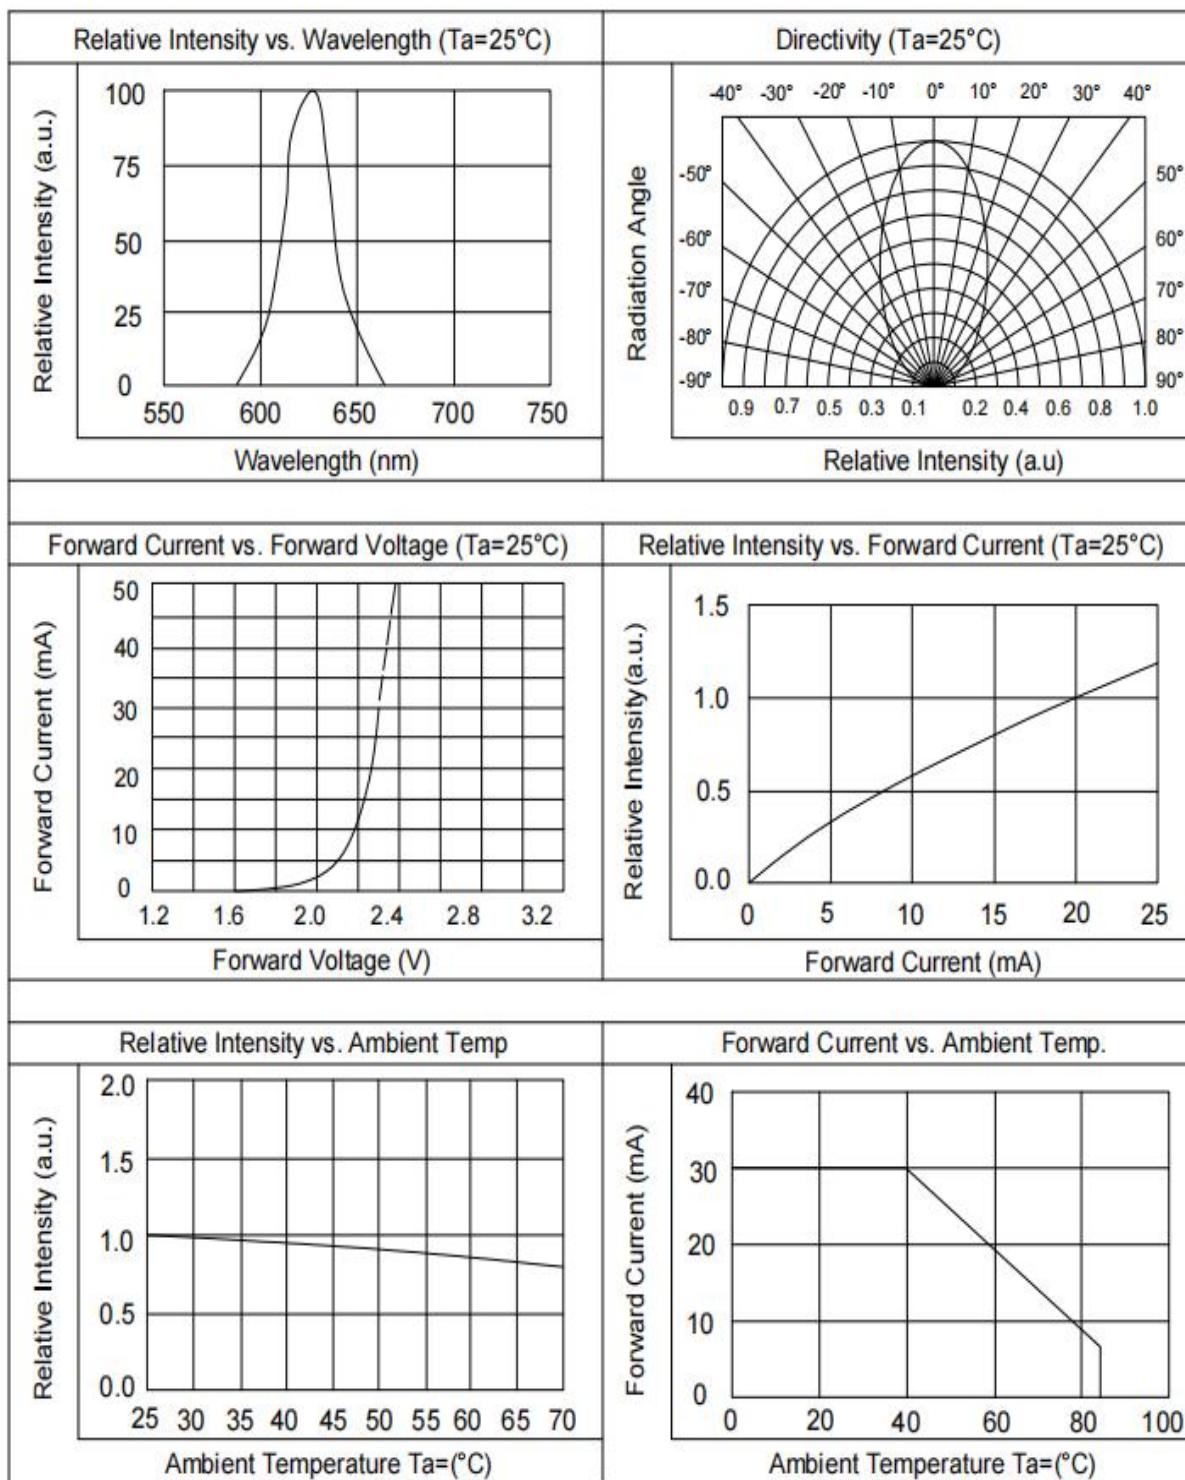 Relative Intensity vs. Wavelength (Ta=25°C)
Relative Intensity (a.u.)
100
75
50
25
0
550 600 650 700 750
Wavelength (nm)
Directivity (Ta=25°C)
Radiation Angle
-40° -30° -20° -10° 0° 10° 20° 30° 40°
-50° 50°
-60° 60°
-70° 70°
-80° 80°
-90° 90°
0.9 0.7 0.5 0.3 0.1 0.2 0.4 0.6 0.8 1.0
Relative Intensity (a.u)
Forward Current vs. Forward Voltage (Ta=25°C)
Forward Current (mA)
50
40
30
20
10
0
1.2 1.6 2.0 2.4 2.8 3.2
Forward Voltage (V)
Relative Intensity vs. Forward Current (Ta=25°C)
Relative Intensity(a.u.)
1.5
1.0
0.5
0.0
0 5 10 15 20 25
Forward Current (mA)
Relative Intensity vs. Ambient Temp
Relative Intensity (a.u.)
2.0
1.5
1.0
0.5
0.0
25 30 35 40 45 50 55 60 65 70
Ambient Temperature Ta=(°C)
Forward Current vs. Ambient Temp.
Forward Current (mA)
40
30
20
10
0
0 20 40 60 80 100
Ambient Temperature Ta=(°C)